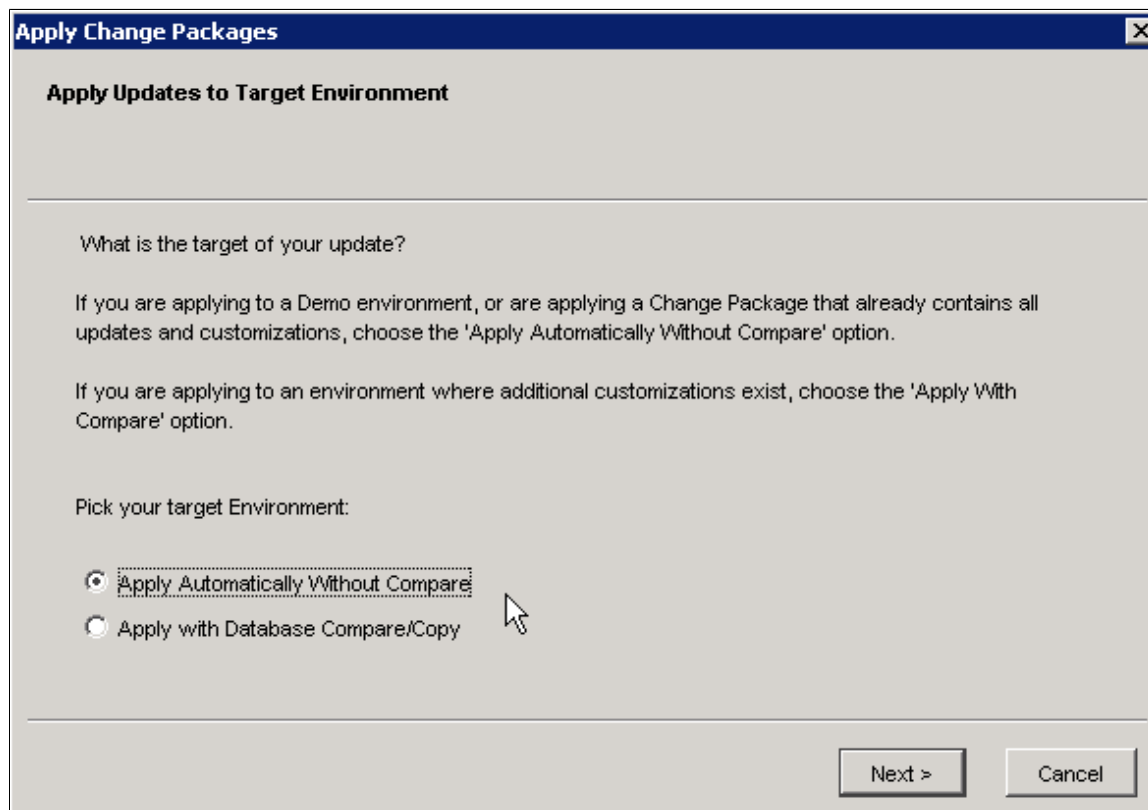 Apply Change Packages
Apply Updates to Target Environment
What is the target of your update?
If you are applying to a Demo environment, or are applying a Change Package that already contains all
updates and customizations, choose the 'Apply Automatically Without Compare' option.
If you are applying to an environment where additional customizations exist, choose the 'Apply With
Compare' option.
Pick your target Environment:
Apply Automatically Without Compare
Apply with Database Compare/Copy
Next >
Cancel